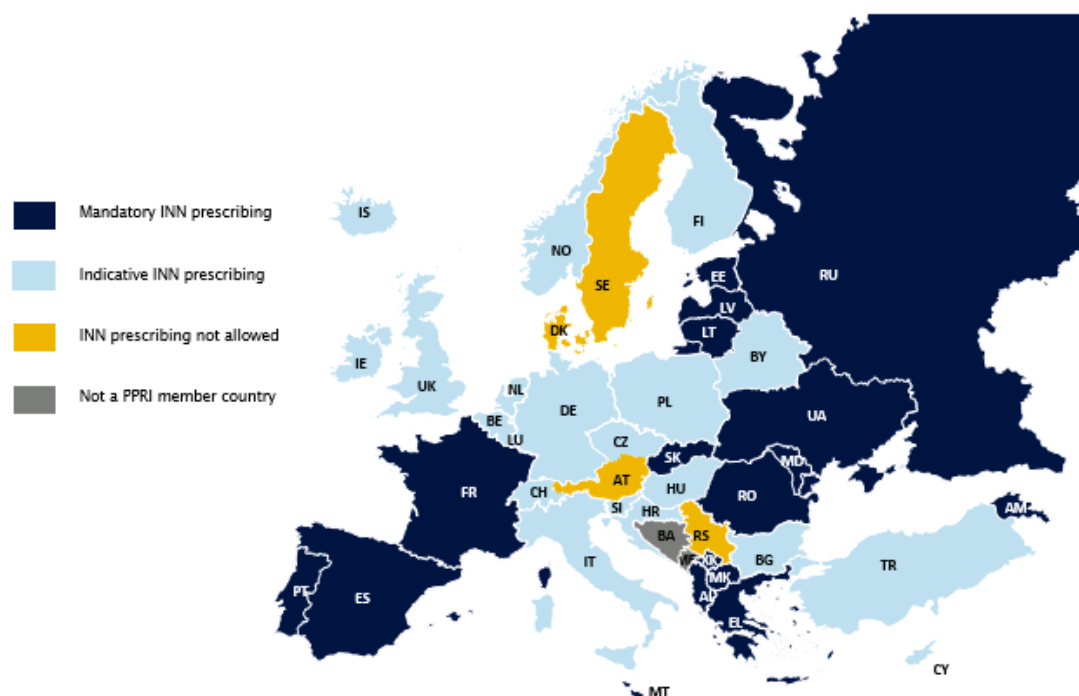 Mandatory INN prescribing
Indicative INN prescribing
INN prescribing not allowed
Not a PPRI member country
IS
NO
SE
FI
RU
EE
LV
LT
DK
BY
IE
UK
NL
DE
PL
BE
LU
CZ
UA
SK
MD
FR
CH
AT
HU
RO
SI
HR
BA
RS
BG
AM
IT
XK
MK
TR
PT
ES
AL
EL
CY
MT